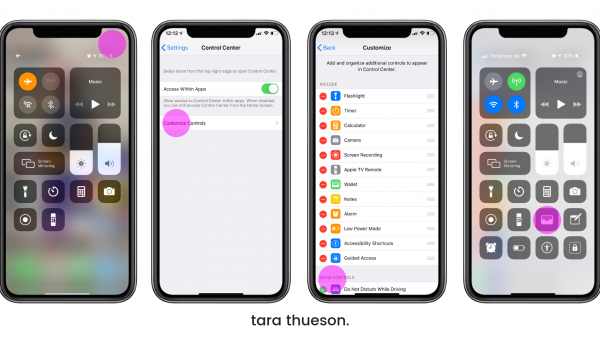 Music
Screen
Mirroring
12:12
Settings
Control Center
Swipe down from the top-right edge to open Control Center.
Access Within Apps
Allow access to Control Center within apps. When disabled,
you can still access Control Center from the Home Screen.
Customize Controls
12:13
Back
Customize
Add and organize additional controls to appear
in Control Center.
INCLUDE
Flashlight
Timer
Calculator
Camera
Screen Recording
Apple TV Remote
Wallet
Notes
Alarm
Low Power Mode
Accessibility Shortcuts
Guided Access
MORE CONTROLS
Do Not Disturb While Driving
Music
Screen
Mirroring
tara thueson.